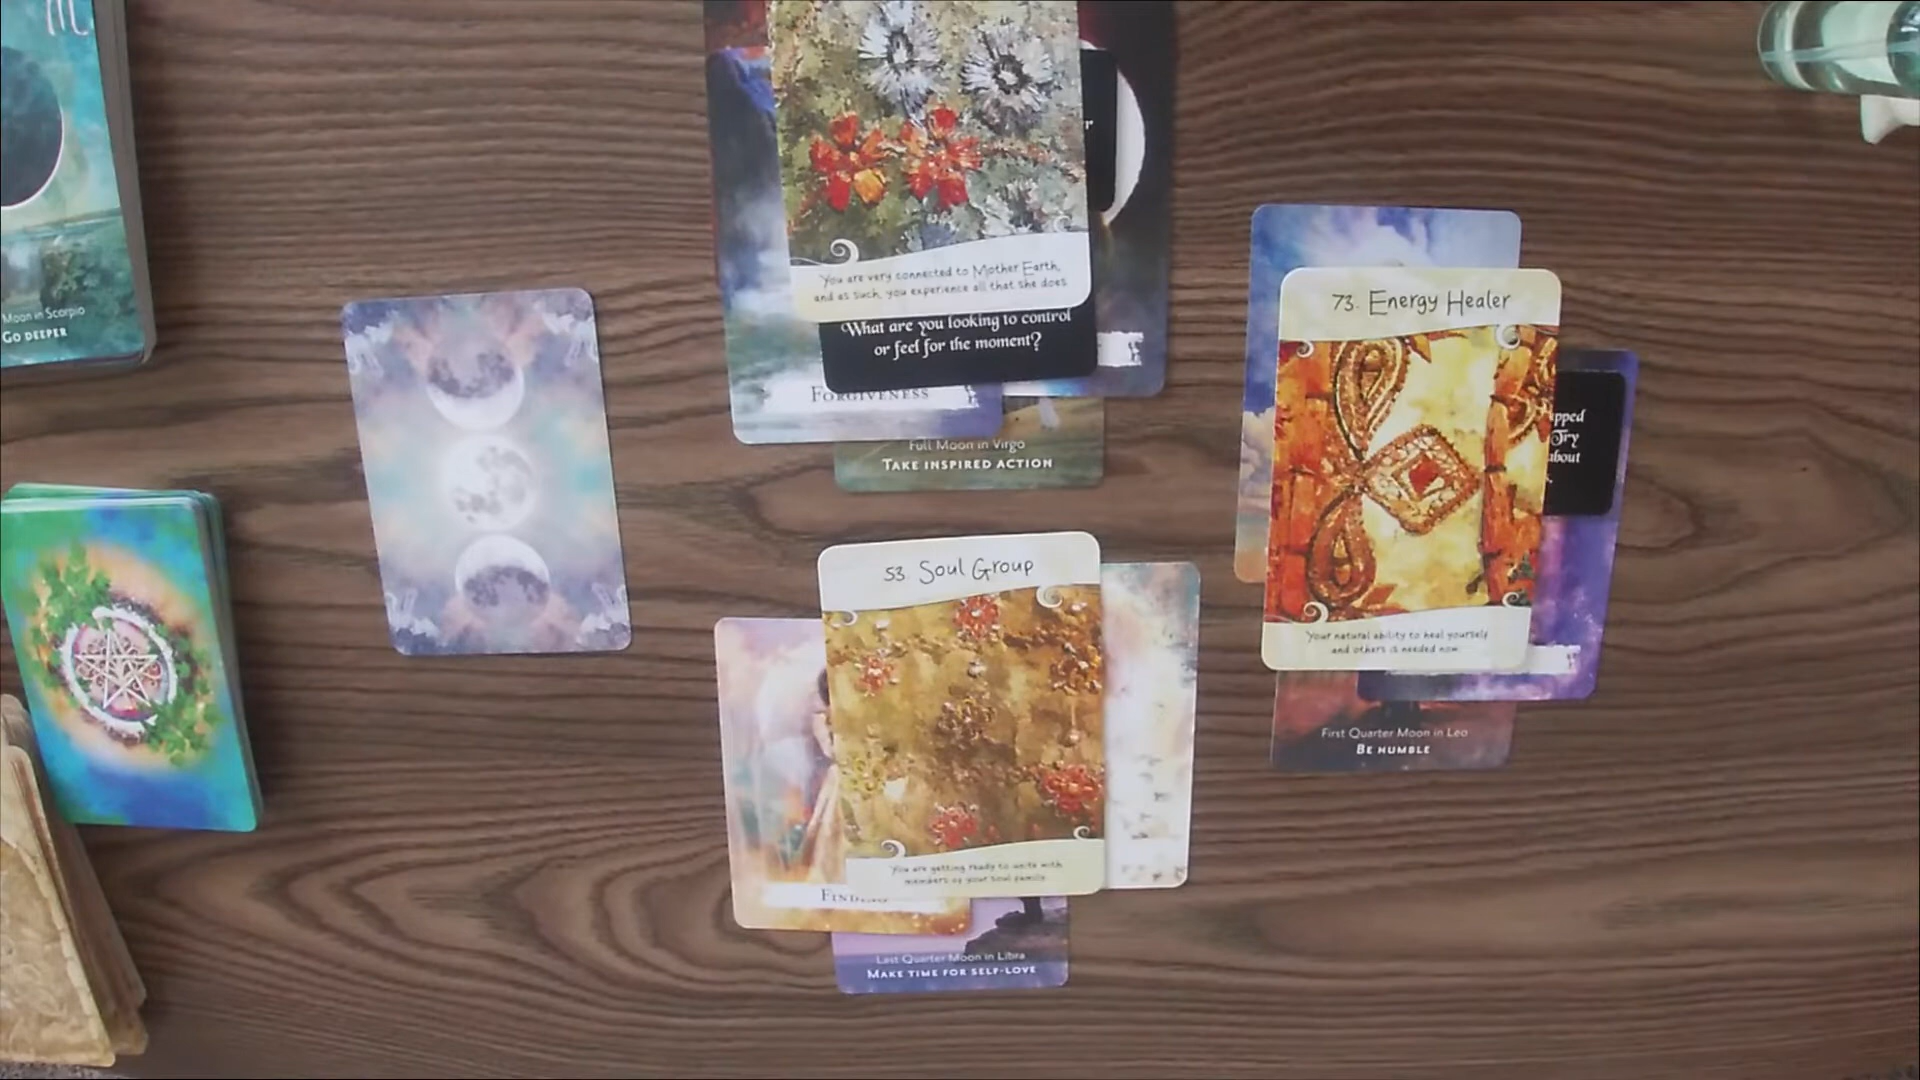 Moon in Scorpio
GO DEEPER
You are very connected to Mother Earth,
and as such, you experience all that she does
What are you looking to control
or feel for the moment?
FORGIVENESS
Full Moon in Virgo
TAKE INSPIRED ACTION
73. Energy Healer
Try
about
Your natural ability to heal yourself
and others is needed now.
First Quarter Moon in Leo
BE HUMBLE
53. Soul Group
You are getting ready to unite with
members of your soul family.
Last Quarter Moon in Libra
MAKE TIME FOR SELF-LOVE